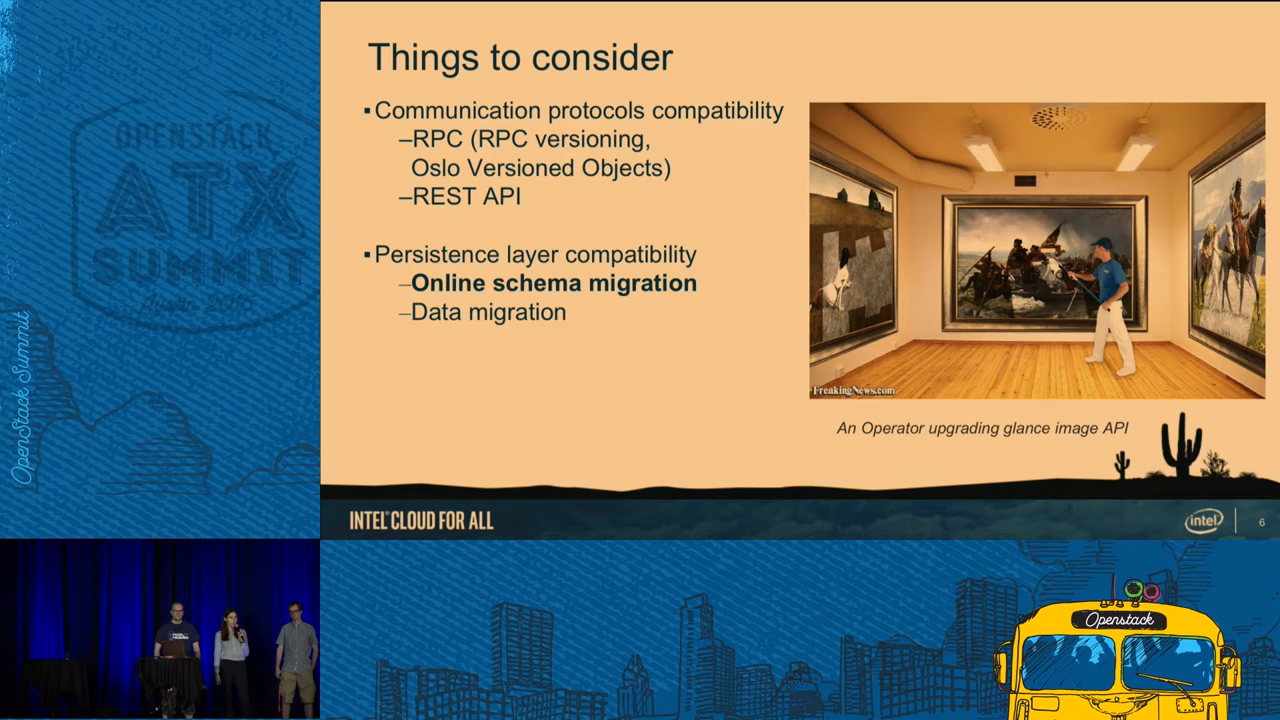 OPENSTACK
ATX
SUMMIT
OpenStack Summit
Things to consider
▪Communication protocols compatibility
–RPC (RPC versioning,
Oslo Versioned Objects)
–REST API
▪Persistence layer compatibility
–Online schema migration
–Data migration
FreakingNews.com
An Operator upgrading glance image API
INTEL® CLOUD FOR ALL
intel
6
Openstack